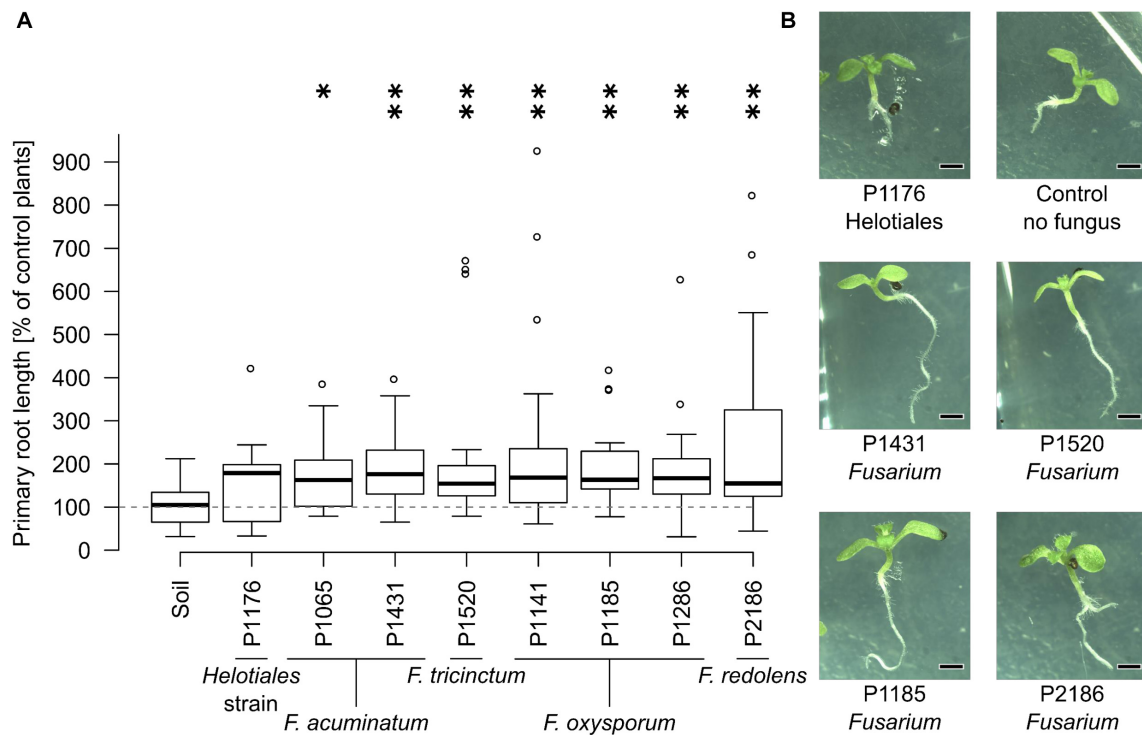 A
* * * * * * * *
* * * * * *
Primary root length [% of control plants]
900
800
700
600
500
400
300
200
100
0
Soil
P1176
P1065
P1431
P1520
P1141
P1185
P1286
P2186
Helotiales
strain
F. acuminatum
F. tricinctum
F. oxysporum
F. redolens
B
P1176
Helotiales
Control
no fungus
P1431
Fusarium
P1520
Fusarium
P1185
Fusarium
P2186
Fusarium